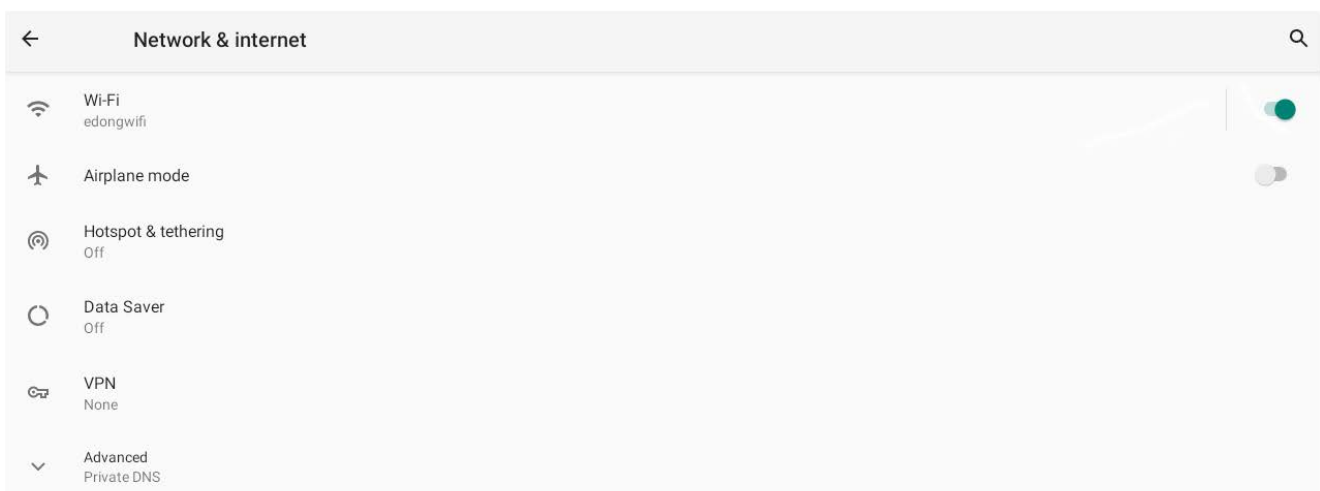 Network & internet
Wi-Fi
edongwifi
Airplane mode
Hotspot & tethering
Off
Data Saver
Off
VPN
None
Advanced
Private DNS